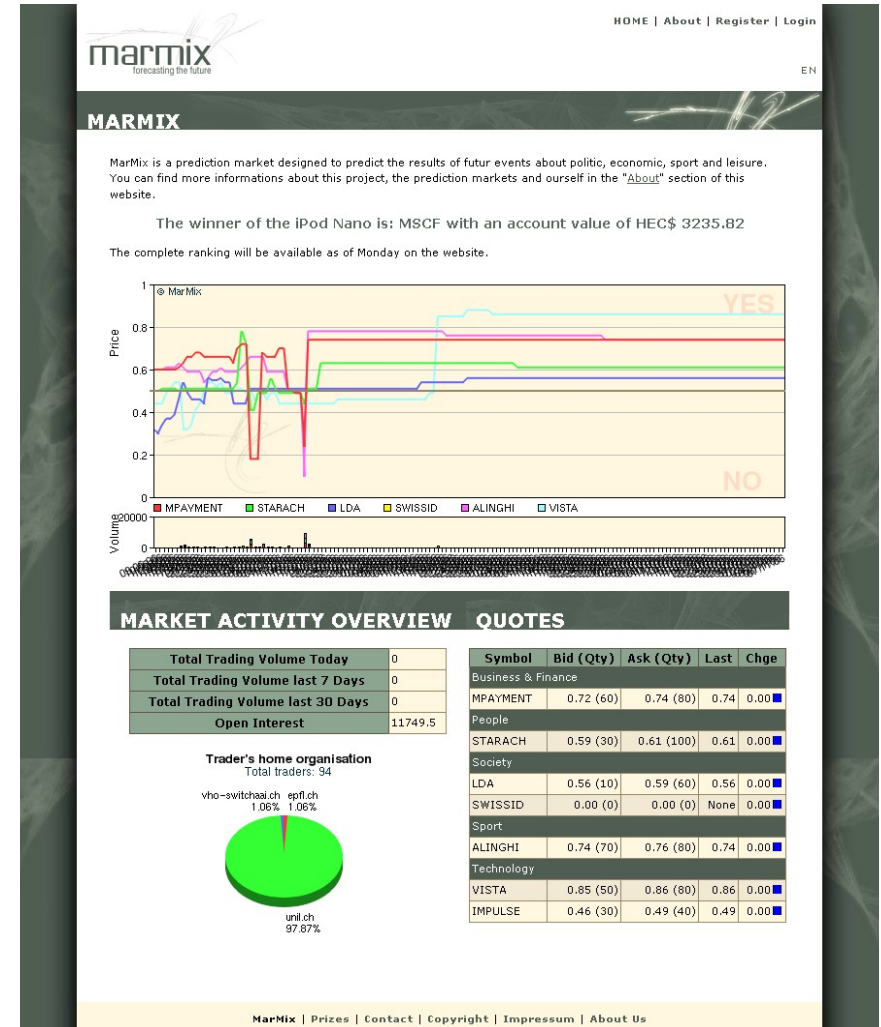 HOME | About | Register | Login
marmix
forecasting the future
EN
MARMIX
MarMix is a prediction market designed to predict the results of futur events about politic, economic, sport and leisure.
You can find more informations about this project, the prediction markets and ourself in the "About" section of this
website.
The winner of the iPod Nano is: MSCF with an account value of HEC$ 3235.82
The complete ranking will be available as of Monday on the website.
© MarMix
YES
Price
1
0.8
0.6
0.4
0.2
0
NO
MPAYMENT STARACH LDA SWISSID ALINGHI VISTA
Volume
20000
0
MARKET ACTIVITY OVERVIEW
Total Trading Volume Today 0
Total Trading Volume last 7 Days 0
Total Trading Volume last 30 Days 0
Open Interest 11749.5
Trader's home organisation
Total traders: 94
vho-switchaai.ch epfl.ch
1.06% 1.06%
unil.ch
97.87%
QUOTES
Symbol Bid (Qty) Ask (Qty) Last Chge
Business & Finance
MPAYMENT 0.72 (60) 0.74 (80) 0.74 0.00
People
STARACH 0.59 (30) 0.61 (100) 0.61 0.00
Society
LDA 0.56 (10) 0.59 (60) 0.56 0.00
SWISSID 0.00 (0) 0.00 (0) None 0.00
Sport
ALINGHI 0.74 (70) 0.76 (80) 0.74 0.00
Technology
VISTA 0.85 (50) 0.86 (80) 0.86 0.00
IMPULSE 0.46 (30) 0.49 (40) 0.49 0.00
MarMix | Prizes | Contact | Copyright | Impressum | About Us